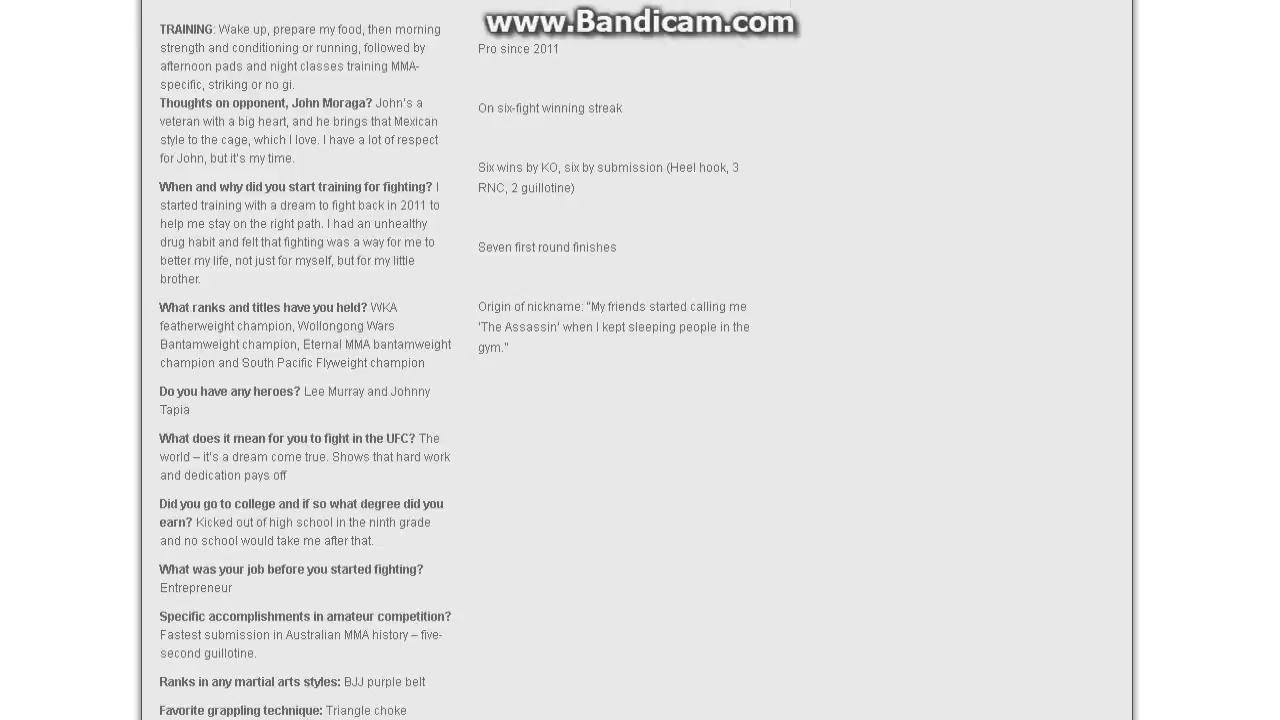 www.Bandicam.com
TRAINING: Wake up, prepare my food, then morning
strength and conditioning or running, followed by
afternoon pads and night classes training MMA-
specific, striking or no gi.
Thoughts on opponent, John Moraga? John's a
veteran with a big heart, and he brings that Mexican
style to the cage, which I love. I have a lot of respect
for John, but it's my time.
When and why did you start training for fighting? I
started training with a dream to fight back in 2011 to
help me stay on the right path. I had an unhealthy
drug habit and felt that fighting was a way for me to
better my life, not just for myself, but for my little
brother.
What ranks and titles have you held? WKA
featherweight champion, Wollongong Wars
Bantamweight champion, Eternal MMA bantamweight
champion and South Pacific Flyweight champion
Do you have any heroes? Lee Murray and Johnny
Tapia
What does it mean for you to fight in the UFC? The
world – it's a dream come true. Shows that hard work
and dedication pays off
Did you go to college and if so what degree did you
earn? Kicked out of high school in the ninth grade
and no school would take me after that.
What was your job before you started fighting?
Entrepreneur
Specific accomplishments in amateur competition?
Fastest submission in Australian MMA history – five-
second guillotine.
Ranks in any martial arts styles: BJJ purple belt
Favorite grappling technique: Triangle choke
Pro since 2011
On six-fight winning streak
Six wins by KO, six by submission (Heel hook, 3
RNC, 2 guillotine)
Seven first round finishes
Origin of nickname: "My friends started calling me
'The Assassin' when I kept sleeping people in the
gym."